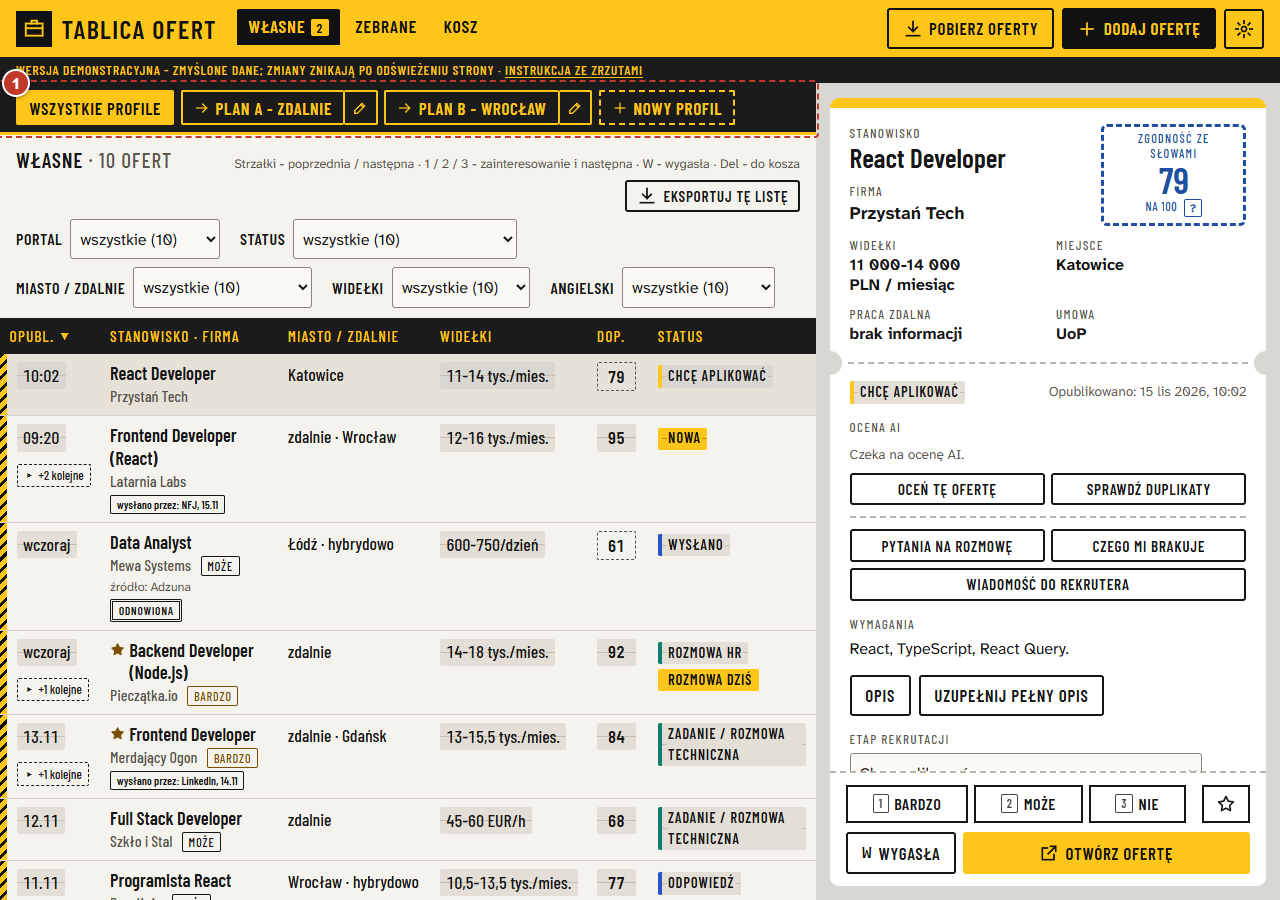 TABLICA OFERT
WŁASNE 2
ZEBRANE
KOSZ
POBIERZ OFERTY
DODAJ OFERTĘ
WERSJA DEMONSTRACYJNA - ZMYŚLONE DANE; ZMIANY ZNIKAJĄ PO ODŚWIEŻENIU STRONY · INSTRUKCJA ZE ZRZUTAMI
1
WSZYSTKIE PROFILE
PLAN A - ZDALNIE
PLAN B - WROCŁAW
NOWY PROFIL
WŁASNE · 10 OFERT
Strzałki - poprzednia / następna · 1 / 2 / 3 - zainteresowanie i następna · W - wygasła · Del - do kosza
EKSPORTUJ TĘ LISTĘ
PORTAL wszystkie (10)
STATUS wszystkie (10)
MIASTO / ZDALNIE wszystkie (10)
WIDEŁKI wszystkie (10)
ANGIELSKI wszystkie (10)
OPUBL. ▼ STANOWISKO · FIRMA MIASTO / ZDALNIE WIDEŁKI DOP. STATUS
10:02 React Developer Katowice 11-14 tys./mies. 79 CHCĘ APLIKOWAĆ
Przystań Tech
09:20 Frontend Developer zdalnie · Wrocław 12-16 tys./mies. 95 NOWA
(React)
+2 kolejne
Latarnia Labs
wysłano przez: NFJ, 15.11
wczoraj Data Analyst Łódź · hybrydowo 600-750/dzień 61 WYSŁANO
Mewa Systems MOŻE
źródło: Adzuna
ODNOWIONA
wczoraj Backend Developer zdalnie 14-18 tys./mies. 92 ROZMOWA HR
(Node.js) ROZMOWA DZIŚ
+1 kolejne Pieczątka.io BARDZO
13.11 Frontend Developer zdalnie · Gdańsk 13-15,5 tys./mies. 84 ZADANIE / ROZMOWA
Merdający Ogon BARDZO TECHNICZNA
+1 kolejne wysłano przez: LinkedIn, 14.11
12.11 Full Stack Developer zdalnie 45-60 EUR/h 68 ZADANIE / ROZMOWA
Szkło i Stal MOŻE TECHNICZNA
11.11 Programista React Wrocław · hybrydowo 10,5-13,5 tys./mies. 77 ODPOWIEDŹ
STANOWISKO
React Developer
ZGODNOŚĆ ZE
SŁOWAMI
79
NA 100 ?
FIRMA
Przystań Tech
WIDEŁKI MIEJSCE
11 000-14 000 Katowice
PLN / miesiąc
PRACA ZDALNA UMOWA
brak informacji UoP
CHCĘ APLIKOWAĆ Opublikowano: 15 lis 2026, 10:02
OCENA AI
Czeka na ocenę AI.
OCEŃ TĘ OFERTĘ SPRAWDŹ DUPLIKATY
PYTANIA NA ROZMOWĘ CZEGO MI BRAKUJE
WIADOMOŚĆ DO REKRUTERA
WYMAGANIA
React, TypeScript, React Query.
OPIS UZUPEŁNIJ PEŁNY OPIS
ETAP REKRUTACJI
1 BARDZO 2 MOŻE 3 NIE
W WYGASŁA OTWÓRZ OFERTĘ